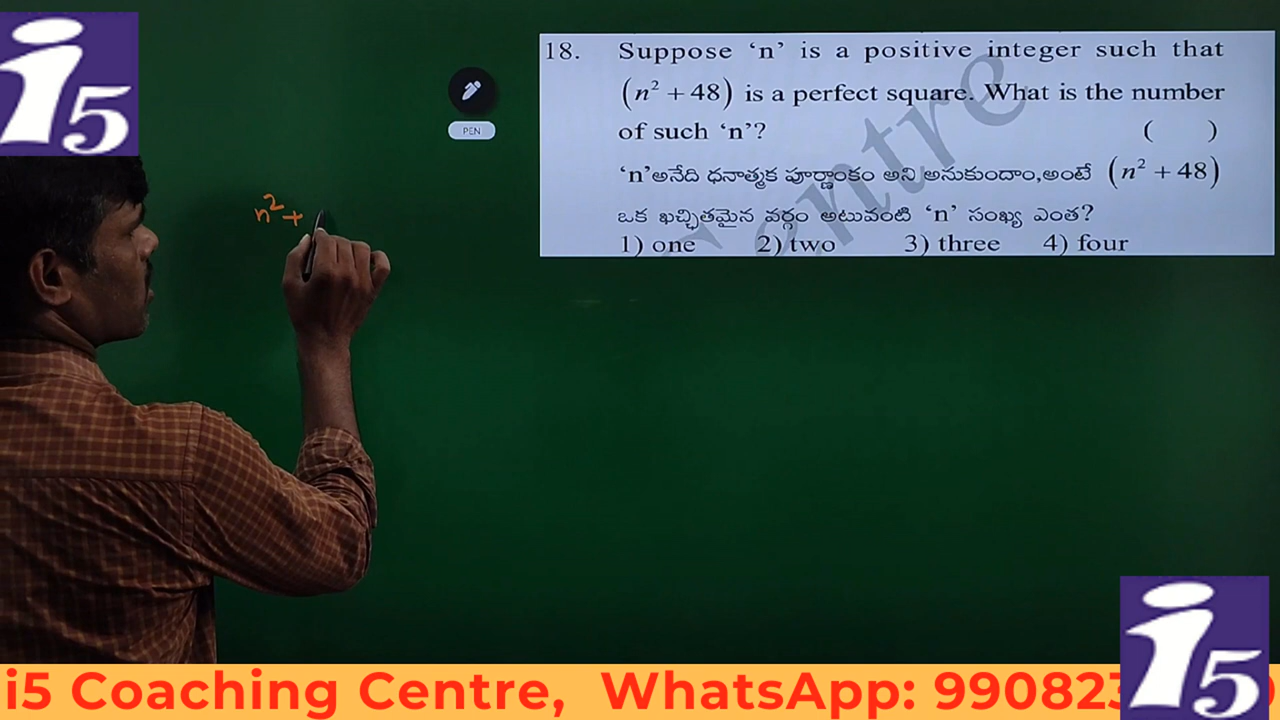 i5
18. Suppose ‘n’ is a positive integer such that
(n² + 48) is a perfect square. What is the number
of such ‘n’? ( )
‘n’అనేది ధనాత్మక పూర్ణాంకం అని అనుకుందాం,అంటే (n² + 48)
ఒక ఖచ్చితమైన వర్గం అటువంటి ‘n’ సంఖ్య ఎంత?
1) one 2) two 3) three 4) four
PEN
n² +
i5
i5 Coaching Centre, WhatsApp: 99082